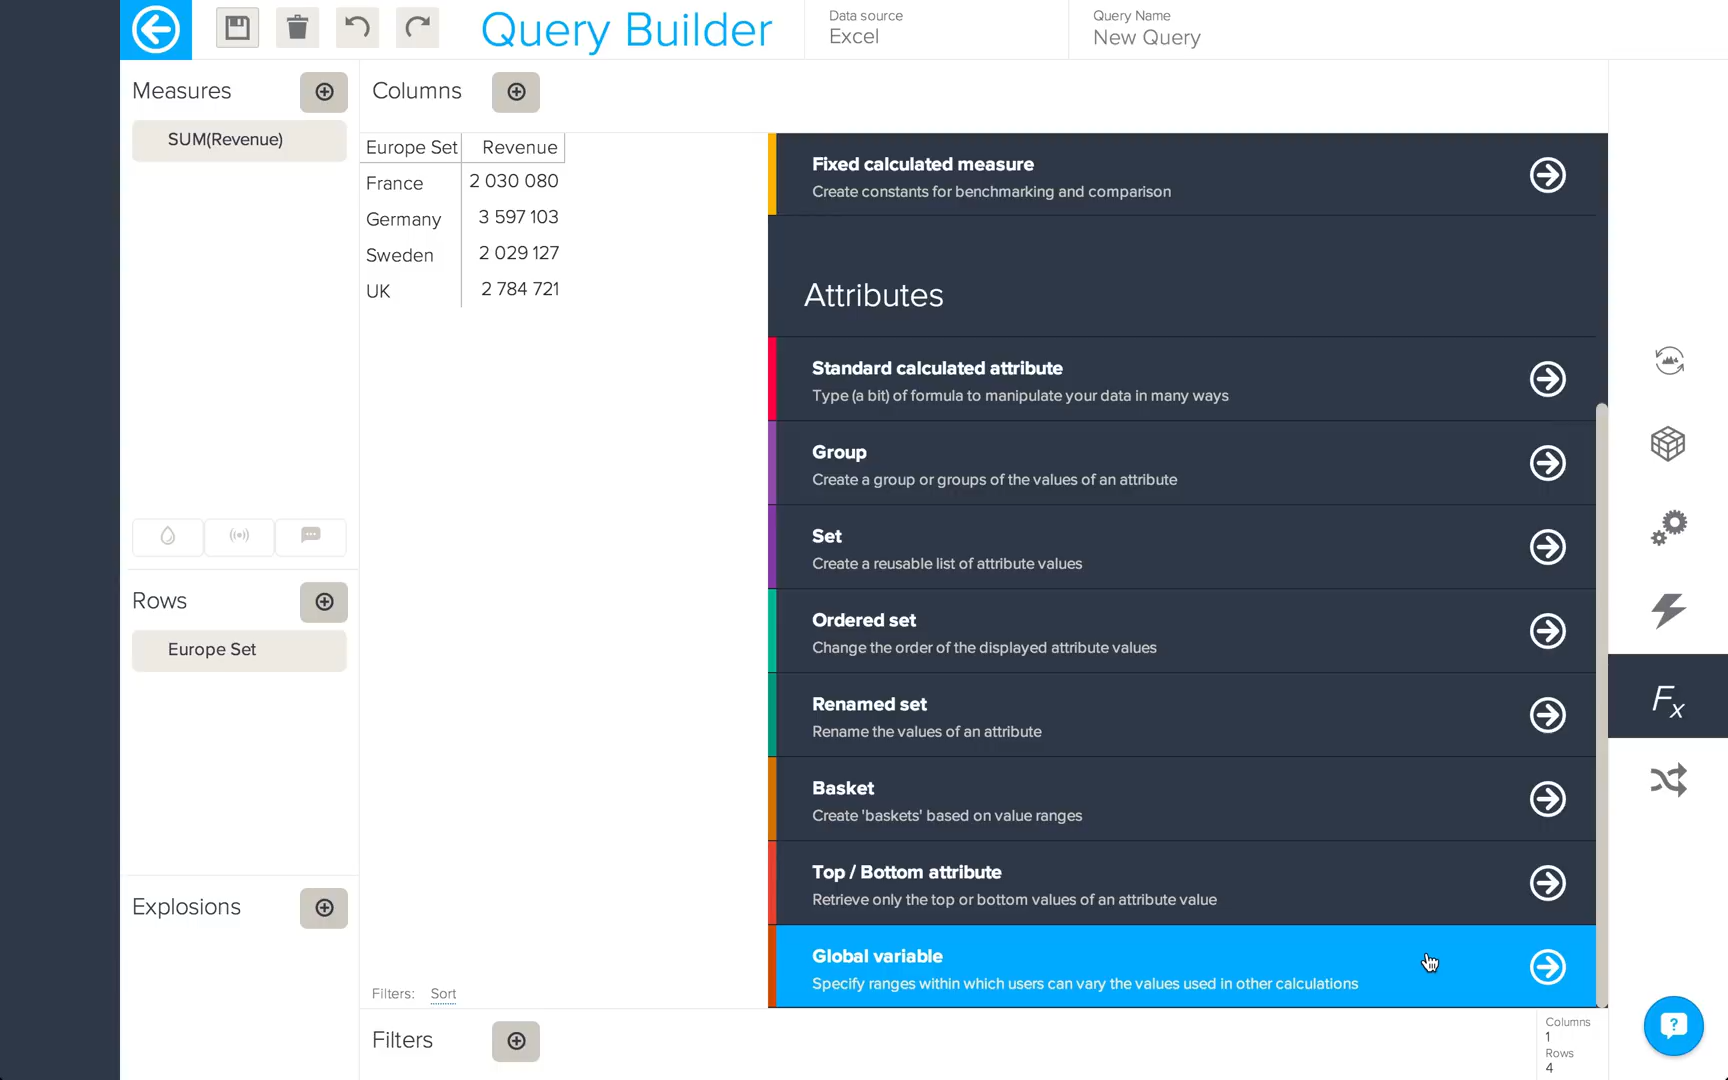 Query Builder
Data source
Excel
Query Name
New Query
Measures
SUM(Revenue)
Rows
Europe Set
Explosions
Columns
Europe Set Revenue
France 2 030 080
Germany 3 597 103
Sweden 2 029 127
UK 2 784 721
Filters: Sort
Filters
Fixed calculated measure
Create constants for benchmarking and comparison
Attributes
Standard calculated attribute
Type (a bit) of formula to manipulate your data in many ways
Group
Create a group or groups of the values of an attribute
Set
Create a reusable list of attribute values
Ordered set
Change the order of the displayed attribute values
Renamed set
Rename the values of an attribute
Basket
Create 'baskets' based on value ranges
Top / Bottom attribute
Retrieve only the top or bottom values of an attribute value
Global variable
Specify ranges within which users can vary the values used in other calculations
Fx
?
Columns
1
Rows
4